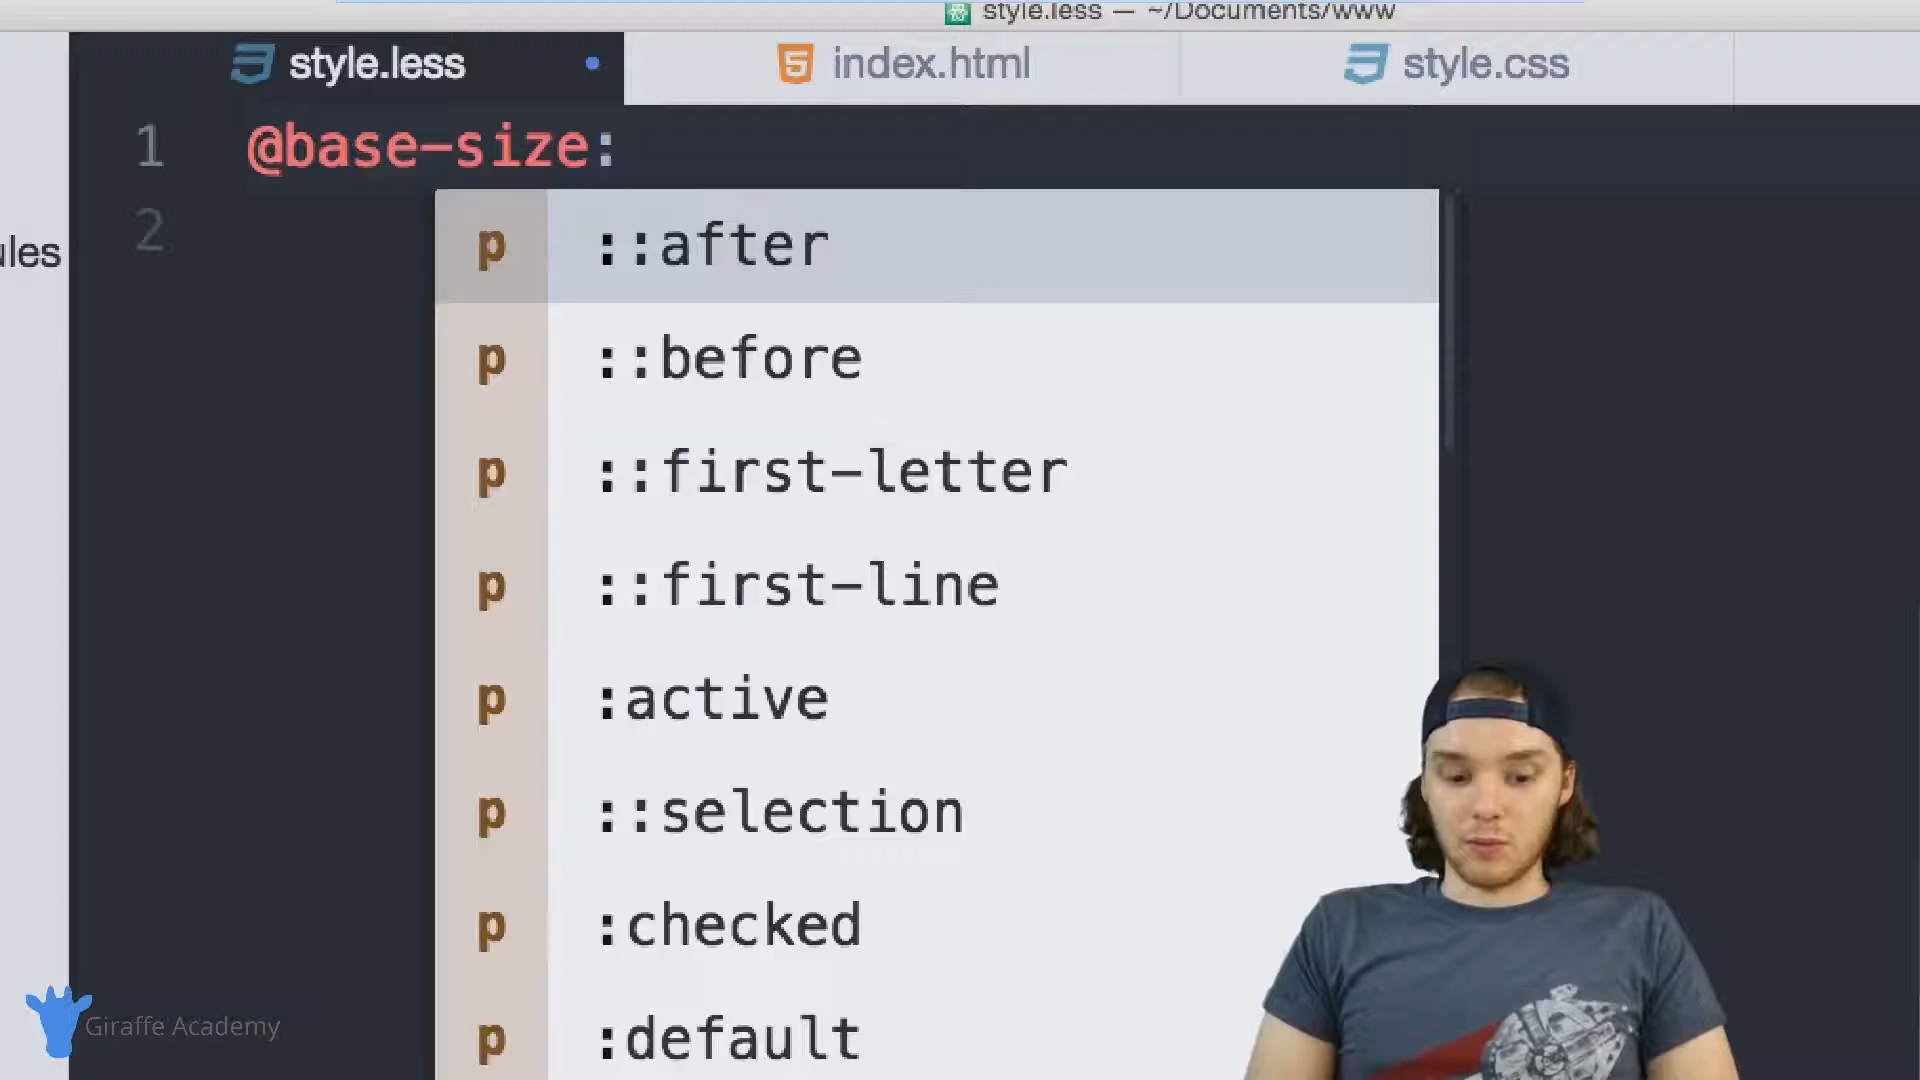 style.less — ~/Documents/www
style.less
index.html
style.css
1 @base-size:
2
ules
p ::after
p ::before
p ::first-letter
p ::first-line
p :active
p ::selection
p :checked
p :default
Giraffe Academy